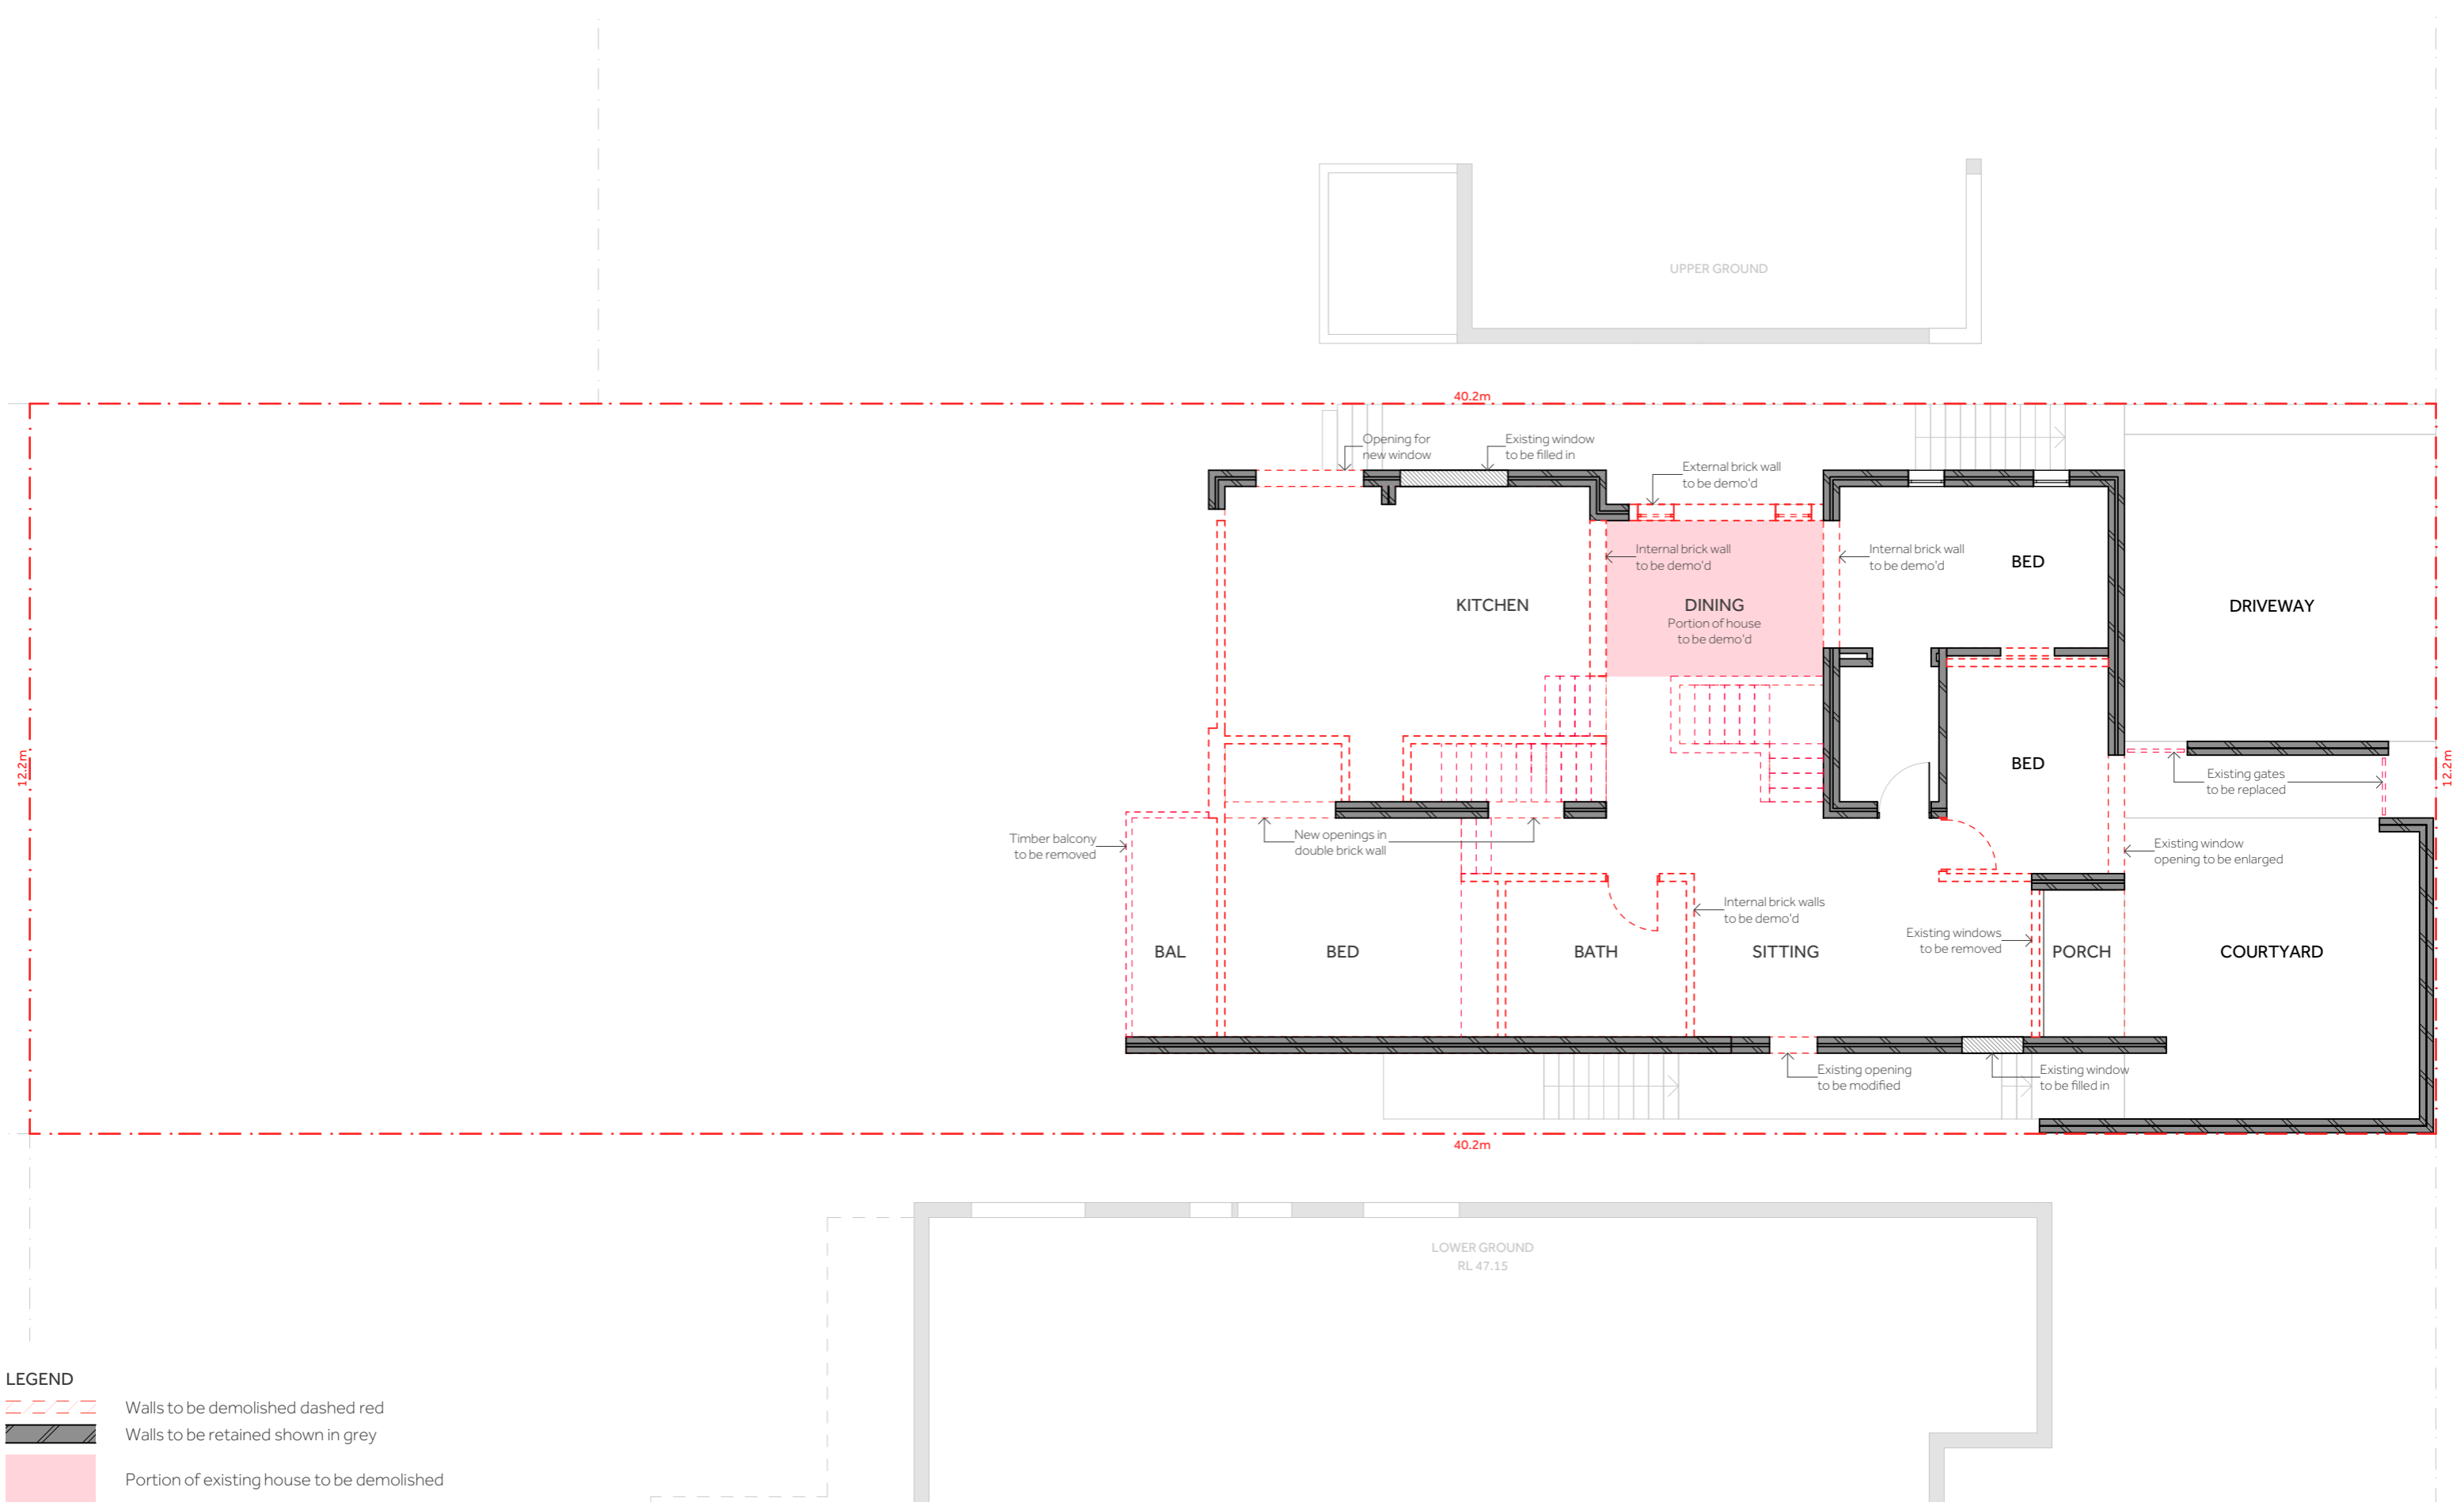 UPPER GROUND
40.2m
Opening for
new window
Existing window
to be filled in
External brick wall
to be demo'd
Internal brick wall
to be demo'd
Internal brick wall
to be demo'd
BED
KITCHEN
DINING
Portion of house
to be demo'd
DRIVEWAY
12.2m
12.2m
BED
Existing gates
to be replaced
Timber balcony
to be removed
New openings in
double brick wall
Existing window
opening to be enlarged
Internal brick walls
to be demo'd
Existing windows
to be removed
BAL
BED
BATH
SITTING
PORCH
COURTYARD
Existing opening
to be modified
Existing window
to be filled in
40.2m
LOWER GROUND
RL 47.15
LEGEND
Walls to be demolished dashed red
Walls to be retained shown in grey
Portion of existing house to be demolished